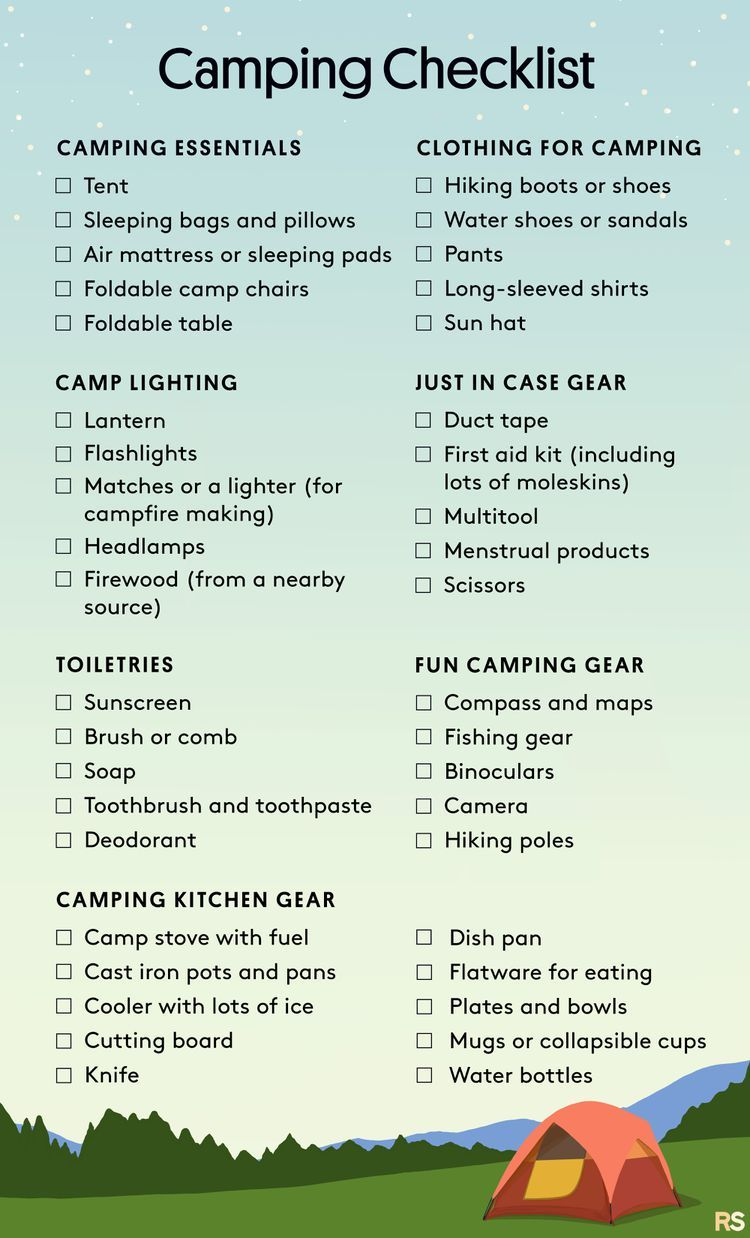 Camping Checklist
CAMPING ESSENTIALS
Tent
Sleeping bags and pillows
Air mattress or sleeping pads
Foldable camp chairs
Foldable table
CLOTHING FOR CAMPING
Hiking boots or shoes
Water shoes or sandals
Pants
Long-sleeved shirts
Sun hat
CAMP LIGHTING
Lantern
Flashlights
Matches or a lighter (for
campfire making)
Headlamps
Firewood (from a nearby
source)
JUST IN CASE GEAR
Duct tape
First aid kit (including
lots of moleskins)
Multitool
Menstrual products
Scissors
TOILETRIES
Sunscreen
Brush or comb
Soap
Toothbrush and toothpaste
Deodorant
FUN CAMPING GEAR
Compass and maps
Fishing gear
Binoculars
Camera
Hiking poles
CAMPING KITCHEN GEAR
Camp stove with fuel
Cast iron pots and pans
Cooler with lots of ice
Cutting board
Knife
Dish pan
Flatware for eating
Plates and bowls
Mugs or collapsible cups
Water bottles
RS